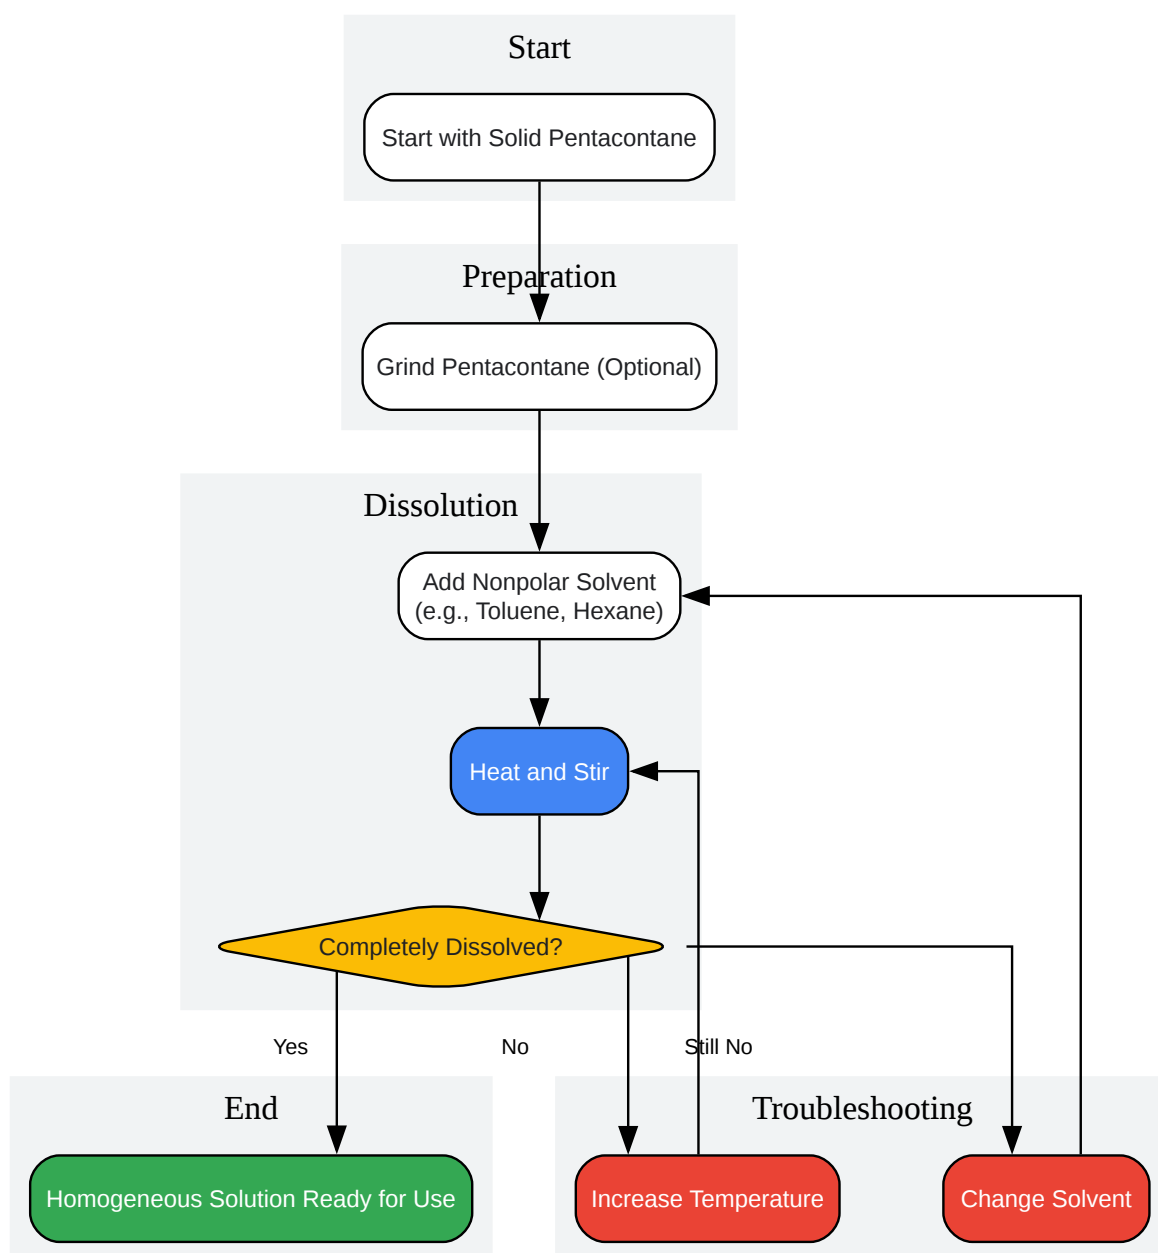 Start
Start with Solid Pentacontane
Preparation
Grind Pentacontane (Optional)
Dissolution
Add Nonpolar Solvent
(e.g., Toluene, Hexane)
Heat and Stir
Completely Dissolved?
Yes
No
Still No
End
Homogeneous Solution Ready for Use
Troubleshooting
Increase Temperature
Change Solvent